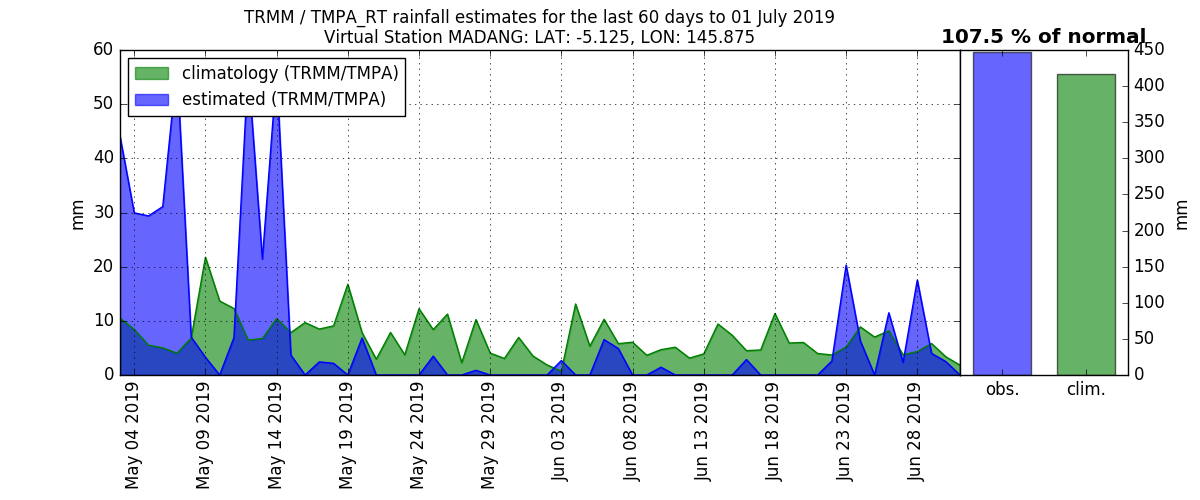 TRMM / TMPA_RT rainfall estimates for the last 60 days to 01 July 2019
Virtual Station MADANG: LAT: -5.125, LON: 145.875
107.5 % of normal
climatology (TRMM/TMPA)
estimated (TRMM/TMPA)
60
50
40
30
20
10
0
mm
May 04 2019
May 09 2019
May 14 2019
May 19 2019
May 24 2019
May 29 2019
Jun 03 2019
Jun 08 2019
Jun 13 2019
Jun 18 2019
Jun 23 2019
Jun 28 2019
450
400
350
300
250
200
150
100
50
0
mm
obs.
clim.